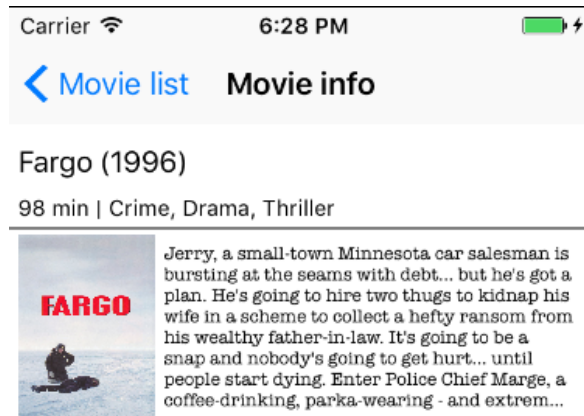 Carrier 6:28 PM
Movie list Movie info
Fargo (1996)
98 min | Crime, Drama, Thriller
FARGO
Jerry, a small-town Minnesota car salesman is
bursting at the seams with debt... but he's got a
plan. He's going to hire two thugs to kidnap his
wife in a scheme to collect a hefty ransom from
his wealthy father-in-law. It's going to be a
snap and nobody's going to get hurt... until
people start dying. Enter Police Chief Marge, a
coffee-drinking, parka-wearing - and extrem...